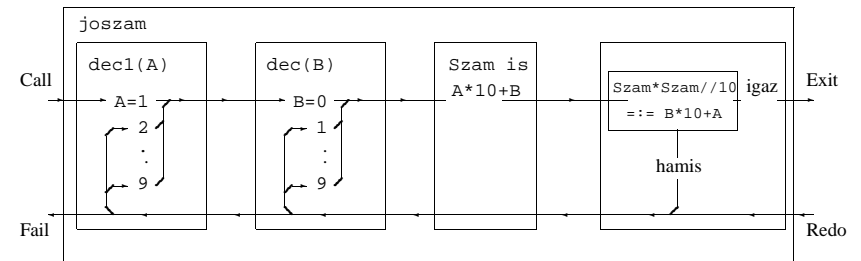 joszam
dec1(A)
dec(B)
Szam is
A*10+B
Call
A=1
2
.
.
.
9
B=0
1
.
.
.
9
Szam*Szam//10
=:= B*10+A
igaz
hamis
Exit
Fail
Redo